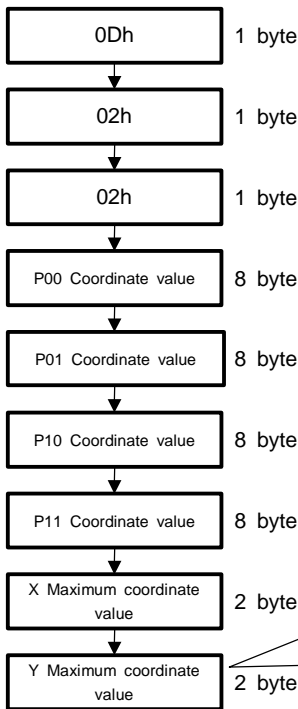 0Dh 1 byte
02h 1 byte
02h 1 byte
P00 Coordinate value 8 byte
P01 Coordinate value 8 byte
P10 Coordinate value 8 byte
P11 Coordinate value 8 byte
X Maximum coordinate
value
2 byte
Y Maximum coordinate
value
2 byte